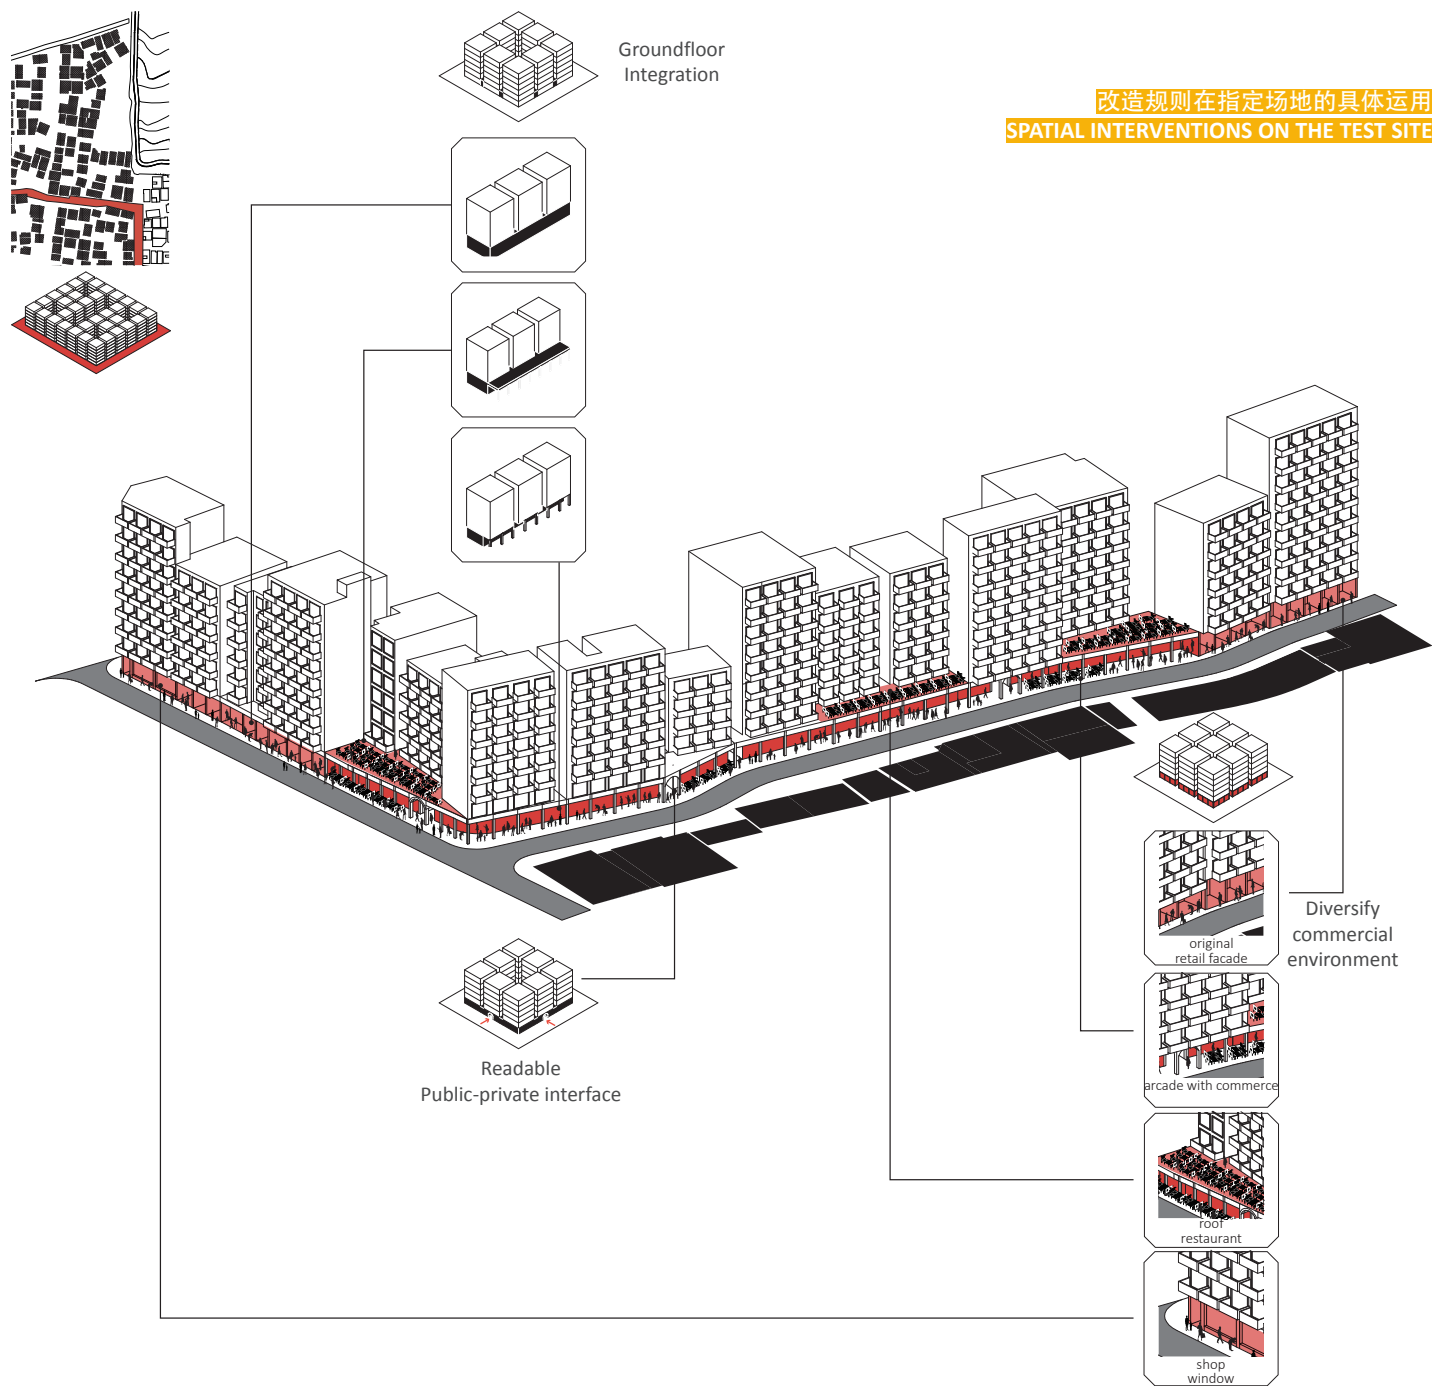 Groundfloor
Integration
改造规则在指定场地的具体运用
SPATIAL INTERVENTIONS ON THE TEST SITE
original
retail facade
Diversify
commercial
environment
arcade with commerce
Readable
Public-private interface
roof
restaurant
shop
window